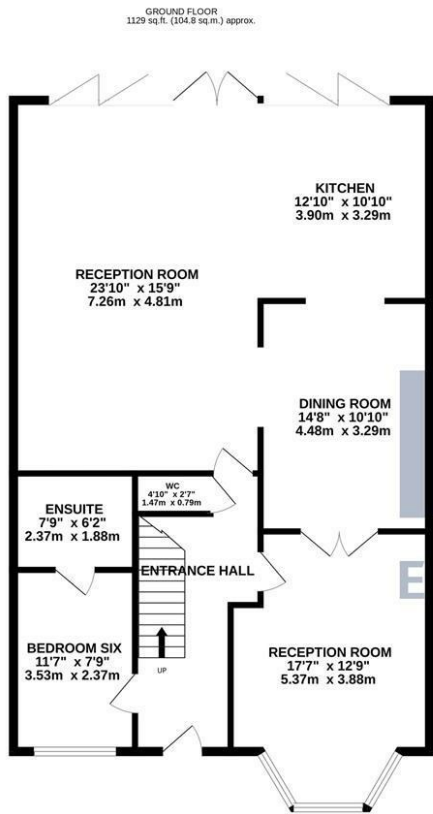 GROUND FLOOR
1129 sq.ft. (104.8 sq.m.) approx.
KITCHEN
12'10" x 10'10"
3.90m x 3.29m
RECEPTION ROOM
23'10" x 15'9"
7.26m x 4.81m
DINING ROOM
14'8" x 10'10"
4.48m x 3.29m
WC
4'10" x 2'7"
1.47m x 0.79m
ENSUITE
7'9" x 6'2"
2.37m x 1.88m
ENTRANCE HALL
E
BEDROOM SIX
11'7" x 7'9"
3.53m x 2.37m
RECEPTION ROOM
17'7" x 12'9"
5.37m x 3.88m
UP